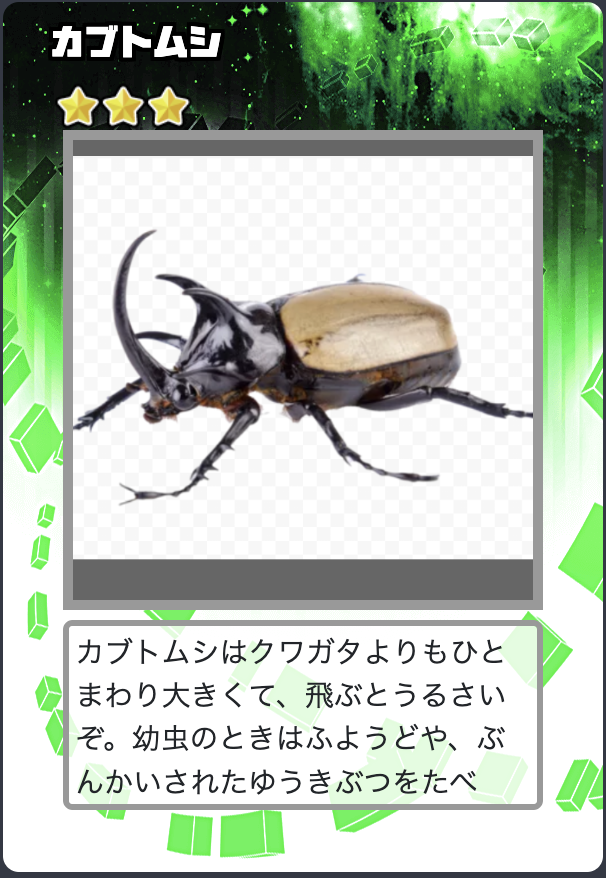 カブトムシ
カブトムシはクワガタよりもひと
まわり大きくて、飛ぶとうるさい
ぞ。幼虫のときはふようどや、ぶ
んかいされたゆうきぶつをたべ